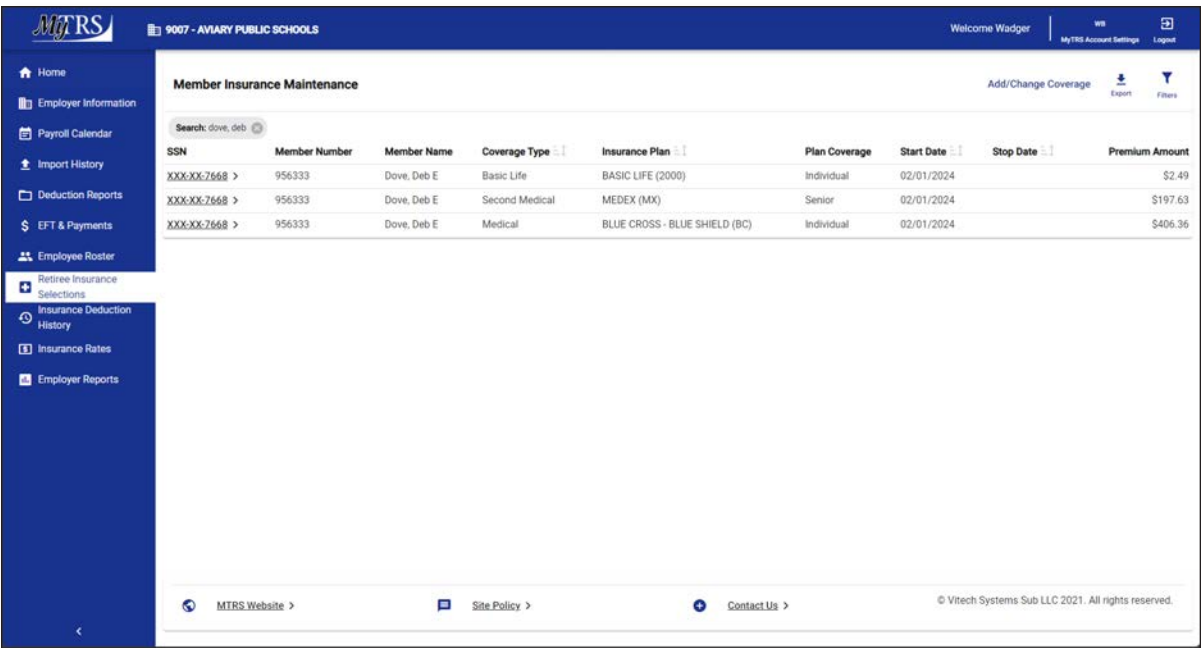 MyTRS 9007 - AVIARY PUBLIC SCHOOLS Welcome Wadger WB MyTRS Account Settings Logout
Home
Employer Information
Payroll Calendar
Import History
Deduction Reports
EFT & Payments
Employee Roster
Retiree Insurance
Selections
Insurance Deduction
History
Insurance Rates
Employer Reports
Member Insurance Maintenance Add/Change Coverage Export Filters
Search: dove, deb
SSN Member Number Member Name Coverage Type Insurance Plan Plan Coverage Start Date Stop Date Premium Amount
XXX-XX-7668 > 956333 Dove, Deb E Basic Life BASIC LIFE (2000) Individual 02/01/2024 $2.49
XXX-XX-7668 > 956333 Dove, Deb E Second Medical MEDEX (MX) Senior 02/01/2024 $197.63
XXX-XX-7668 > 956333 Dove, Deb E Medical BLUE CROSS - BLUE SHIELD (BC) Individual 02/01/2024 $406.36
MTRS Website > Site Policy > Contact Us > © Vitech Systems Sub LLC 2021. All rights reserved.